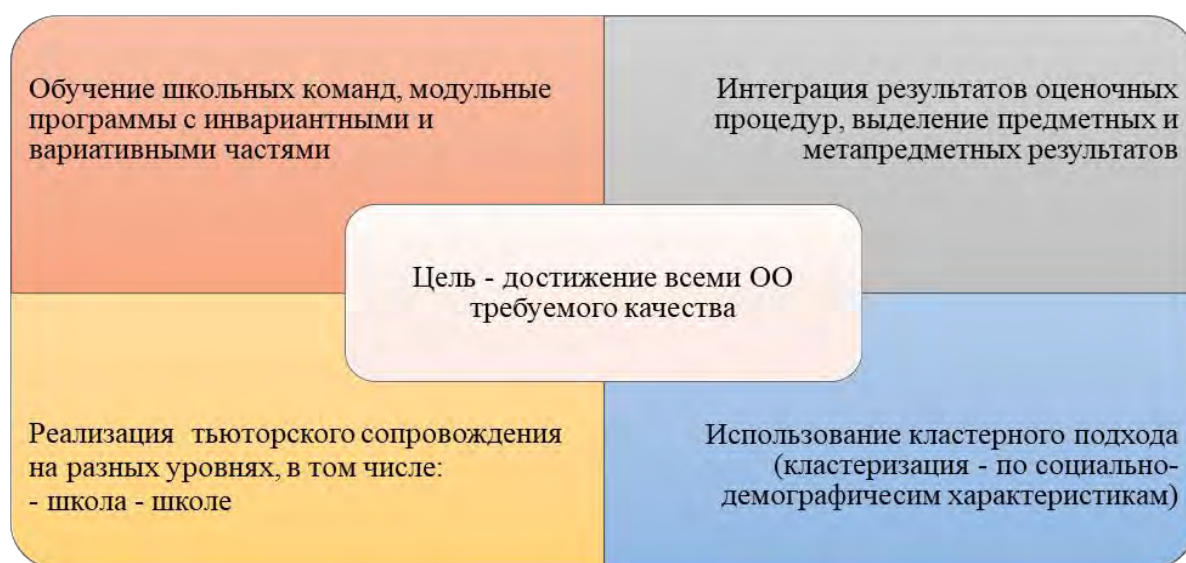 Обучение школьных команд, модульные
программы с инвариантными и
вариативными частями
Интеграция результатов оценочных
процедур, выделение предметных и
метапредметных результатов
Цель - достижение всеми ОО
требуемого качества
Реализация тьюторского сопровождения
на разных уровнях, в том числе:
- школа - школе
Использование кластерного подхода
(кластеризация - по социально-
демографичесим характеристикам)